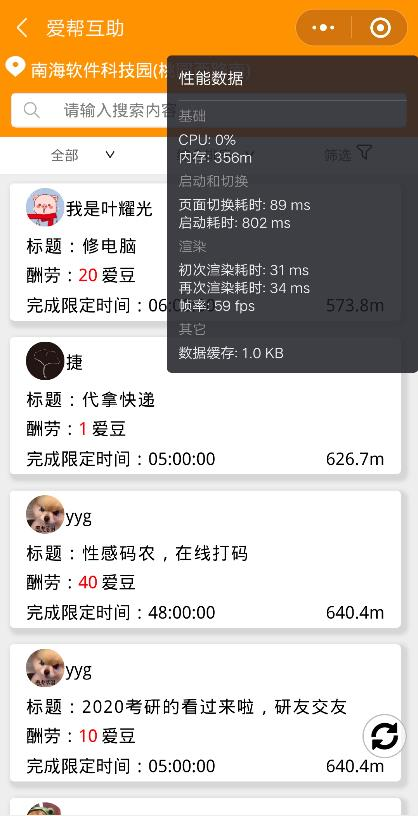 爱帮互助
南海软件科技园(桃园西路南)
请输入搜索内容
全部
筛选
性能数据
基础
CPU: 0%
内存: 356m
启动和切换
页面切换耗时: 89 ms
启动耗时: 802 ms
渲染
初次渲染耗时: 31 ms
再次渲染耗时: 34 ms
帧率: 59 fps
其它
数据缓存: 1.0 KB
我是叶耀光
标题：修电脑
酬劳：20 爱豆
完成限定时间：06:00:00
573.8m
捷
标题：代拿快递
酬劳：1 爱豆
完成限定时间：05:00:00
626.7m
yyg
标题：性感码农，在线打码
酬劳：40 爱豆
完成限定时间：48:00:00
640.4m
yyg
标题：2020考研的看过来啦，研友交友
酬劳：10 爱豆
完成限定时间：05:00:00
640.4m